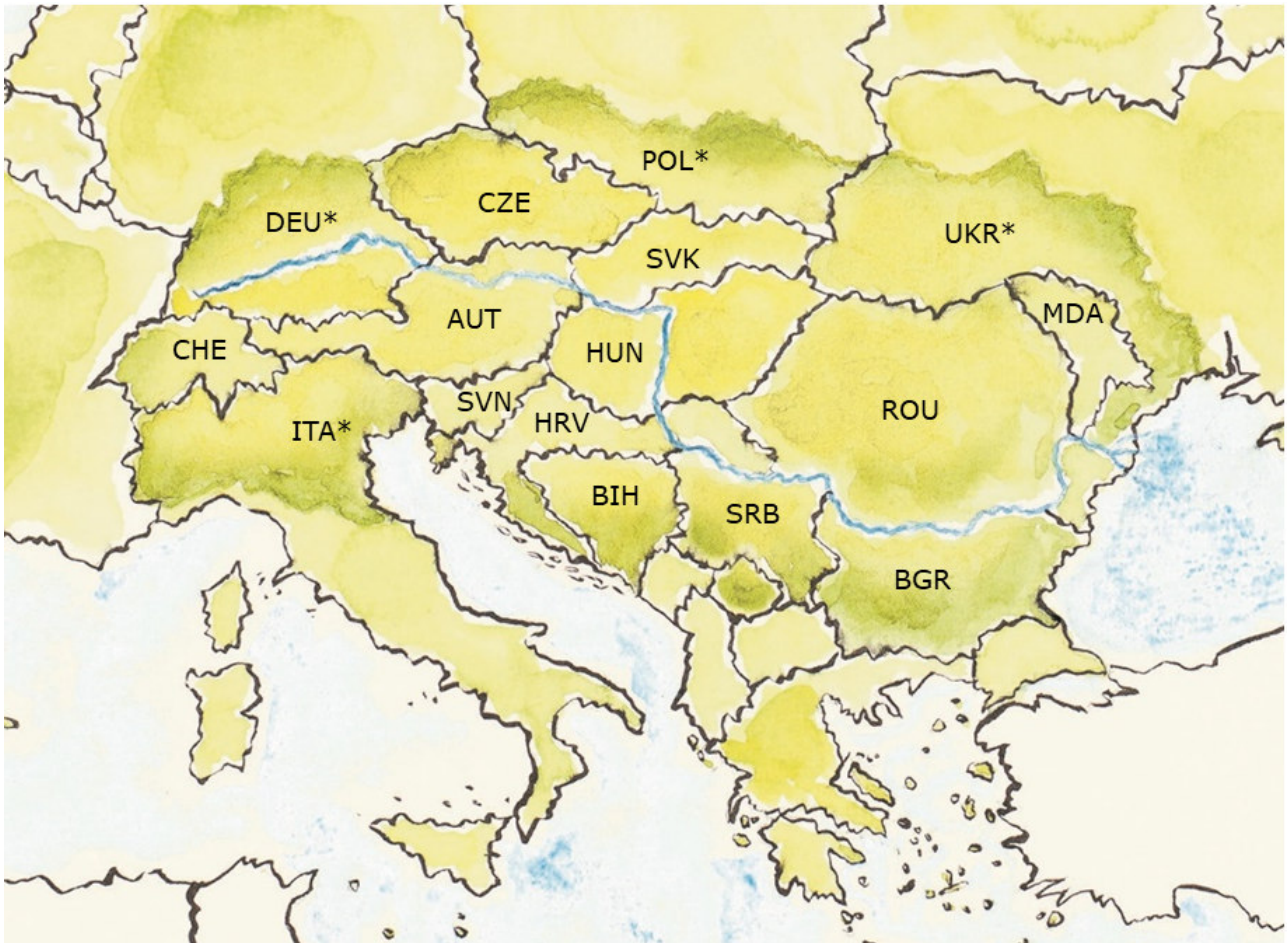 POL*
CZE
DEU*
UKR*
SVK
MDA
AUT
CHE
HUN
SVN
ROU
HRV
ITA*
BIH
SRB
BGR